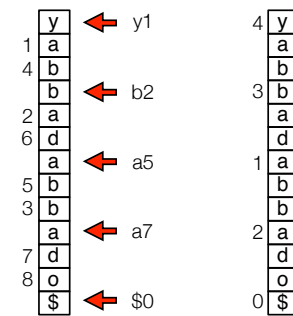 y y1 4 y
1 a a
4 b b
b b2 3 b
2 a a
6 d d
a a5 1 a
5 b b
3 b b
a a7 2 a
7 d d
8 o o
$ $0 0 $